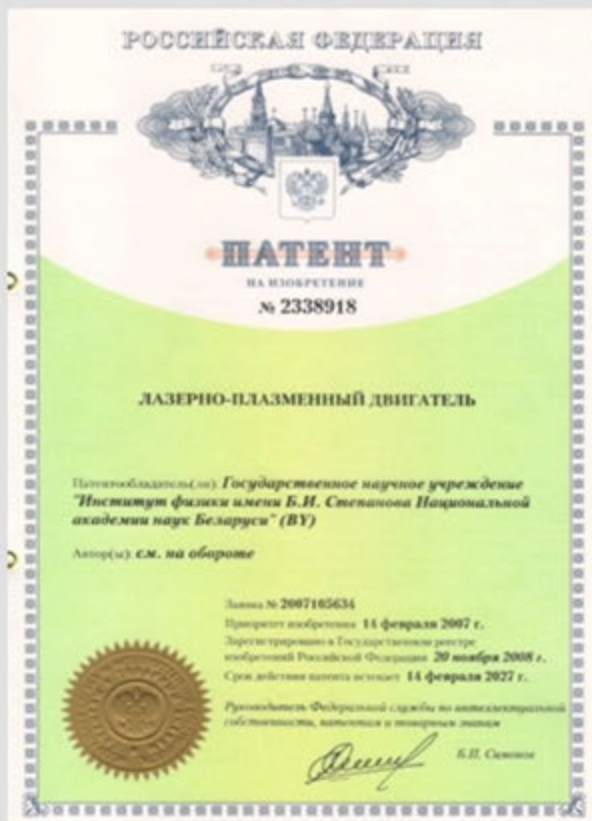 РОССИЙСКАЯ ФЕДЕРАЦИЯ
ПАТЕНТ
НА ИЗОБРЕТЕНИЕ
№ 2338918
ЛАЗЕРНО-ПЛАЗМЕННЫЙ ДВИГАТЕЛЬ
Патентообладатель(ли): Государственное научное учреждение
"Институт физики имени Б.И. Степанова Национальной
академии наук Беларуси" (BY)
Автор(ы): см. на обороте
Заявка № 2007105634
Приоритет изобретения 14 февраля 2007 г.
Зарегистрировано в Государственном реестре
изобретений Российской Федерации 20 ноября 2008 г.
Срок действия патента истекает 14 февраля 2027 г.
Руководитель Федеральной службы по интеллектуальной
собственности, патентам и товарным знакам
Б.П. Симонов